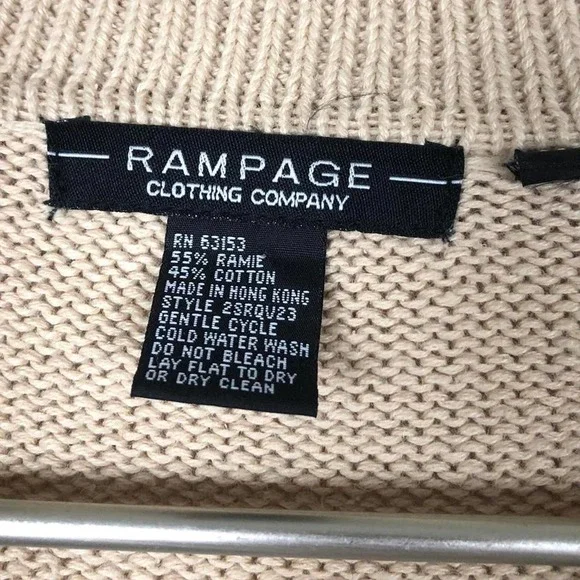 RAMPAGE
CLOTHING COMPANY
RN 63153
55% RAMIE
45% COTTON
MADE IN HONG KONG
STYLE 2SRQV23
GENTLE CYCLE
COLD WATER WASH
DO NOT BLEACH
LAY FLAT TO DRY
OR DRY CLEAN